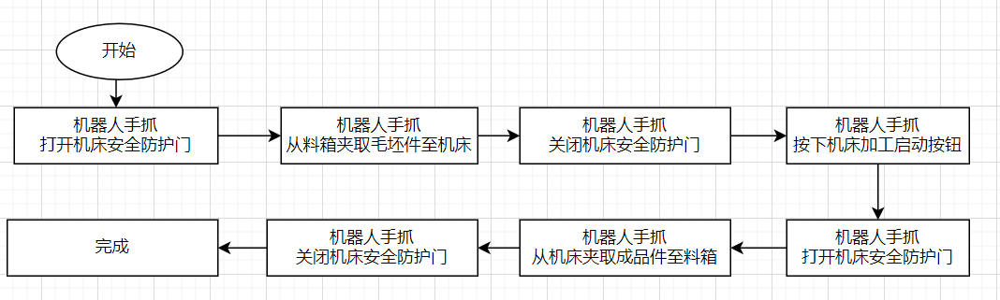 开始
机器人手抓
打开机床安全防护门
机器人手抓
从料箱夹取毛坯件至机床
机器人手抓
关闭机床安全防护门
机器人手抓
按下机床加工启动按钮
机器人手抓
打开机床安全防护门
机器人手抓
从机床夹取成品件至料箱
机器人手抓
关闭机床安全防护门
完成